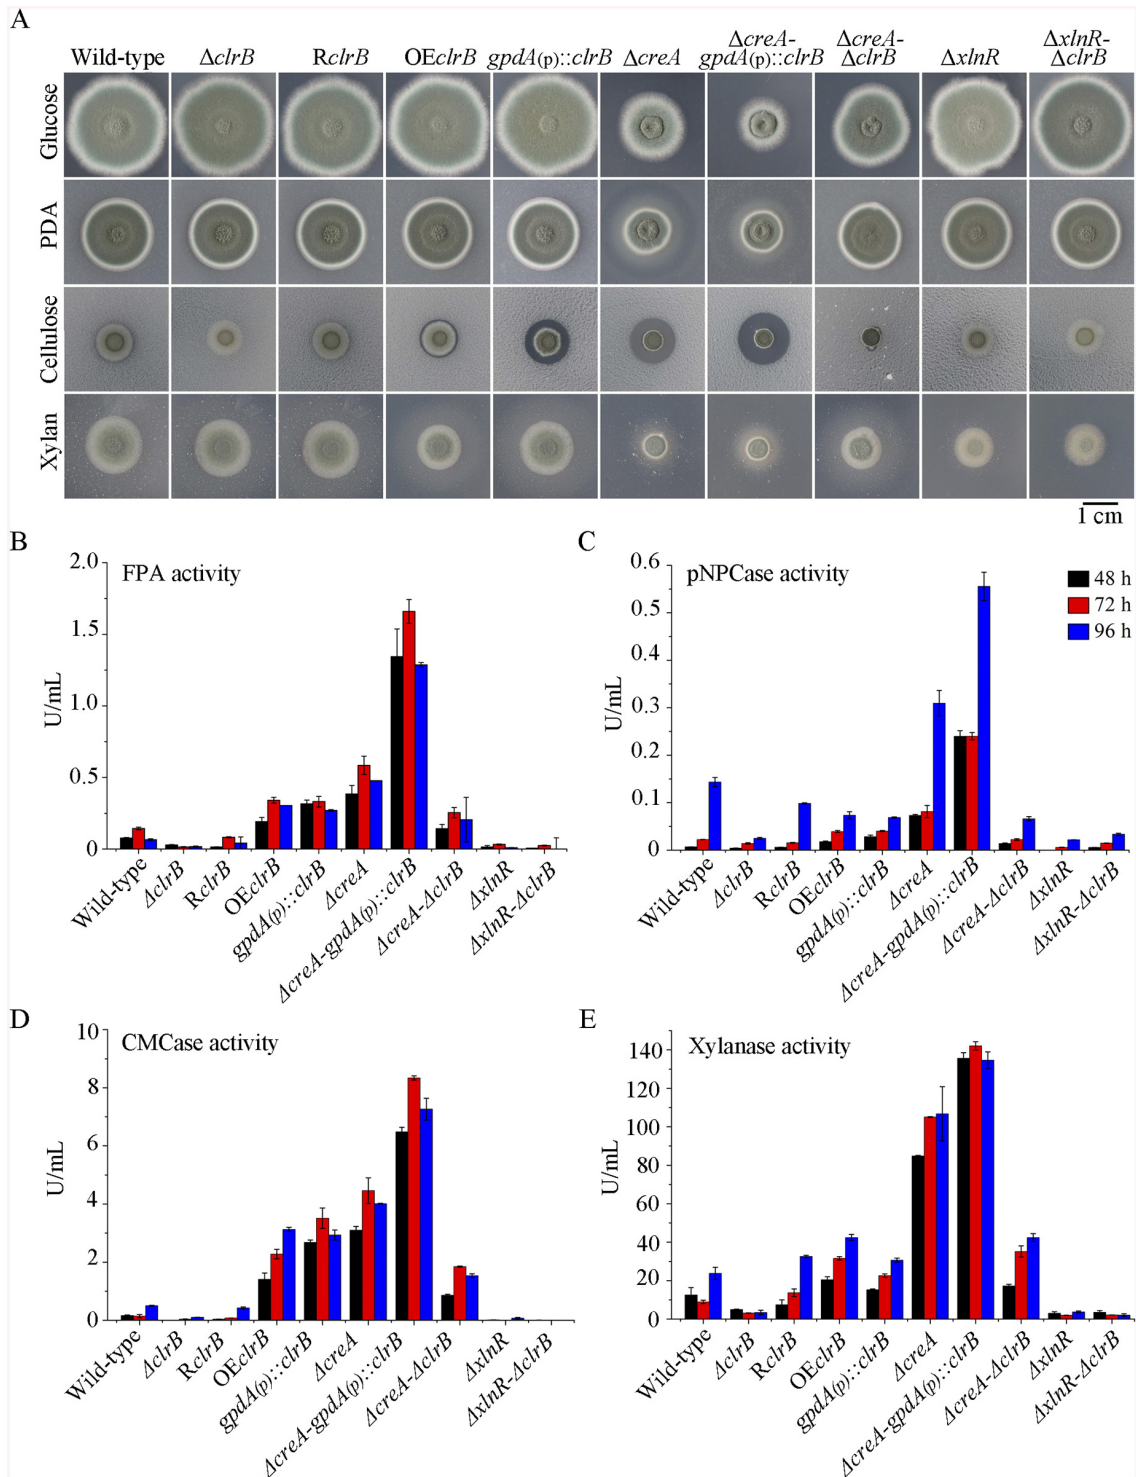 A
Wild-type ΔclrB RclrB OEclrB gpdA(p)::clrB ΔcreA ΔcreA-gpdA(p)::clrB ΔcreA-ΔclrB ΔxlnR ΔxlnR-ΔclrB
Glucose
PDA
Cellulose
Xylan
1 cm
B
FPA activity
U/mL
2.0
1.5
1.0
0.5
0
Wild-type
ΔclrB
RclrB
OEclrB
gpdA(p)::clrB
ΔcreA
ΔcreA-gpdA(p)::clrB
ΔcreA-ΔclrB
ΔxlnR
ΔxlnR-ΔclrB
C
pNPCase activity
48 h
72 h
96 h
U/mL
0.6
0.5
0.4
0.3
0.2
0.1
0
Wild-type
ΔclrB
RclrB
OEclrB
gpdA(p)::clrB
ΔcreA
ΔcreA-gpdA(p)::clrB
ΔcreA-ΔclrB
ΔxlnR
ΔxlnR-ΔclrB
D
CMCase activity
U/mL
10
8
6
4
2
0
Wild-type
ΔclrB
RclrB
OEclrB
gpdA(p)::clrB
ΔcreA
ΔcreA-gpdA(p)::clrB
ΔcreA-ΔclrB
ΔxlnR
ΔxlnR-ΔclrB
E
Xylanase activity
U/mL
140
120
100
80
60
40
20
0
Wild-type
ΔclrB
RclrB
OEclrB
gpdA(p)::clrB
ΔcreA
ΔcreA-gpdA(p)::clrB
ΔcreA-ΔclrB
ΔxlnR
ΔxlnR-ΔclrB